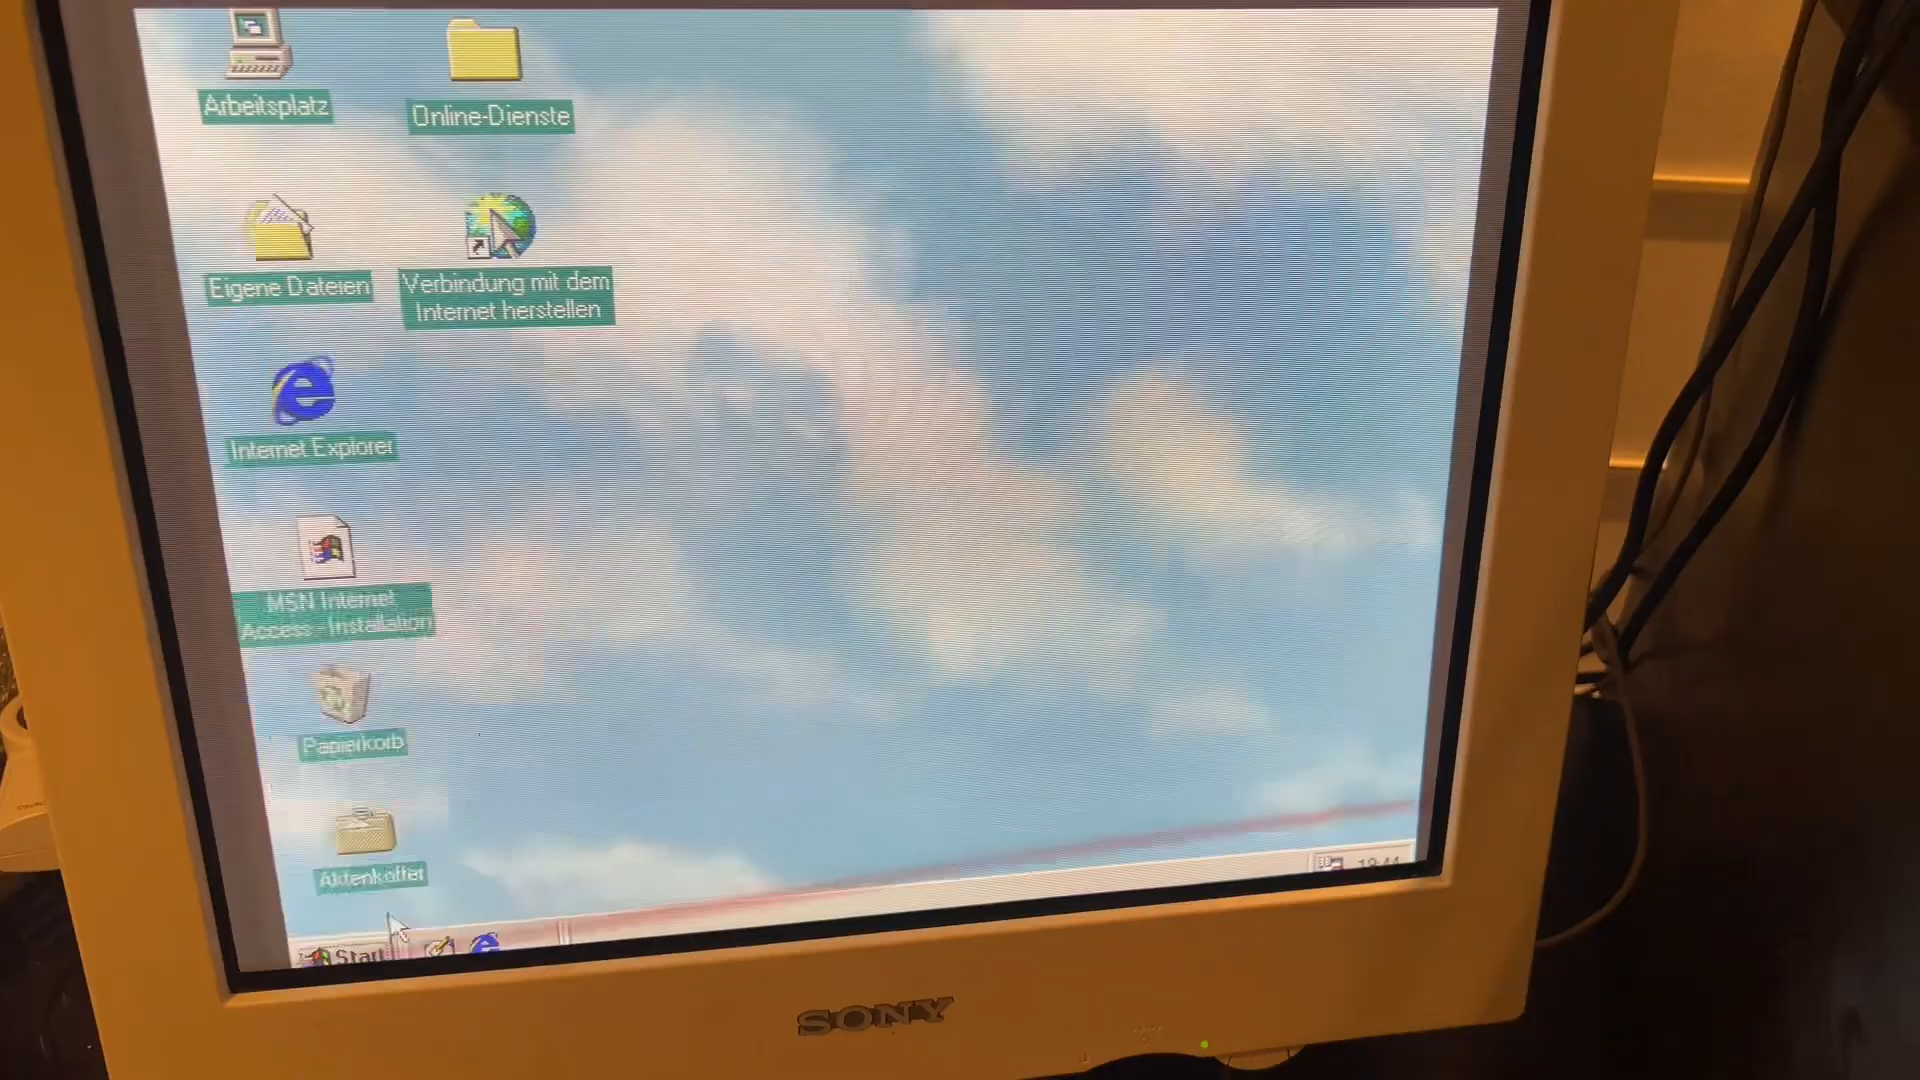 Arbeitsplatz
Online-Dienste
Eigene Dateien
Verbindung mit dem
Internet herstellen
Internet Explorer
MSN Internet
Access - Installation
Papierkorb
Aktenkoffer
Start
SONY